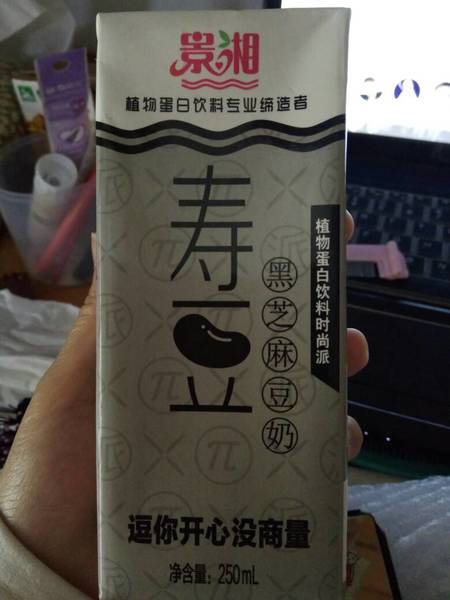 景湘
植物蛋白饮料专业缔造者
寿豆
黑芝麻豆奶
植物蛋白饮料时尚派
逗你开心没商量
净含量：250mL